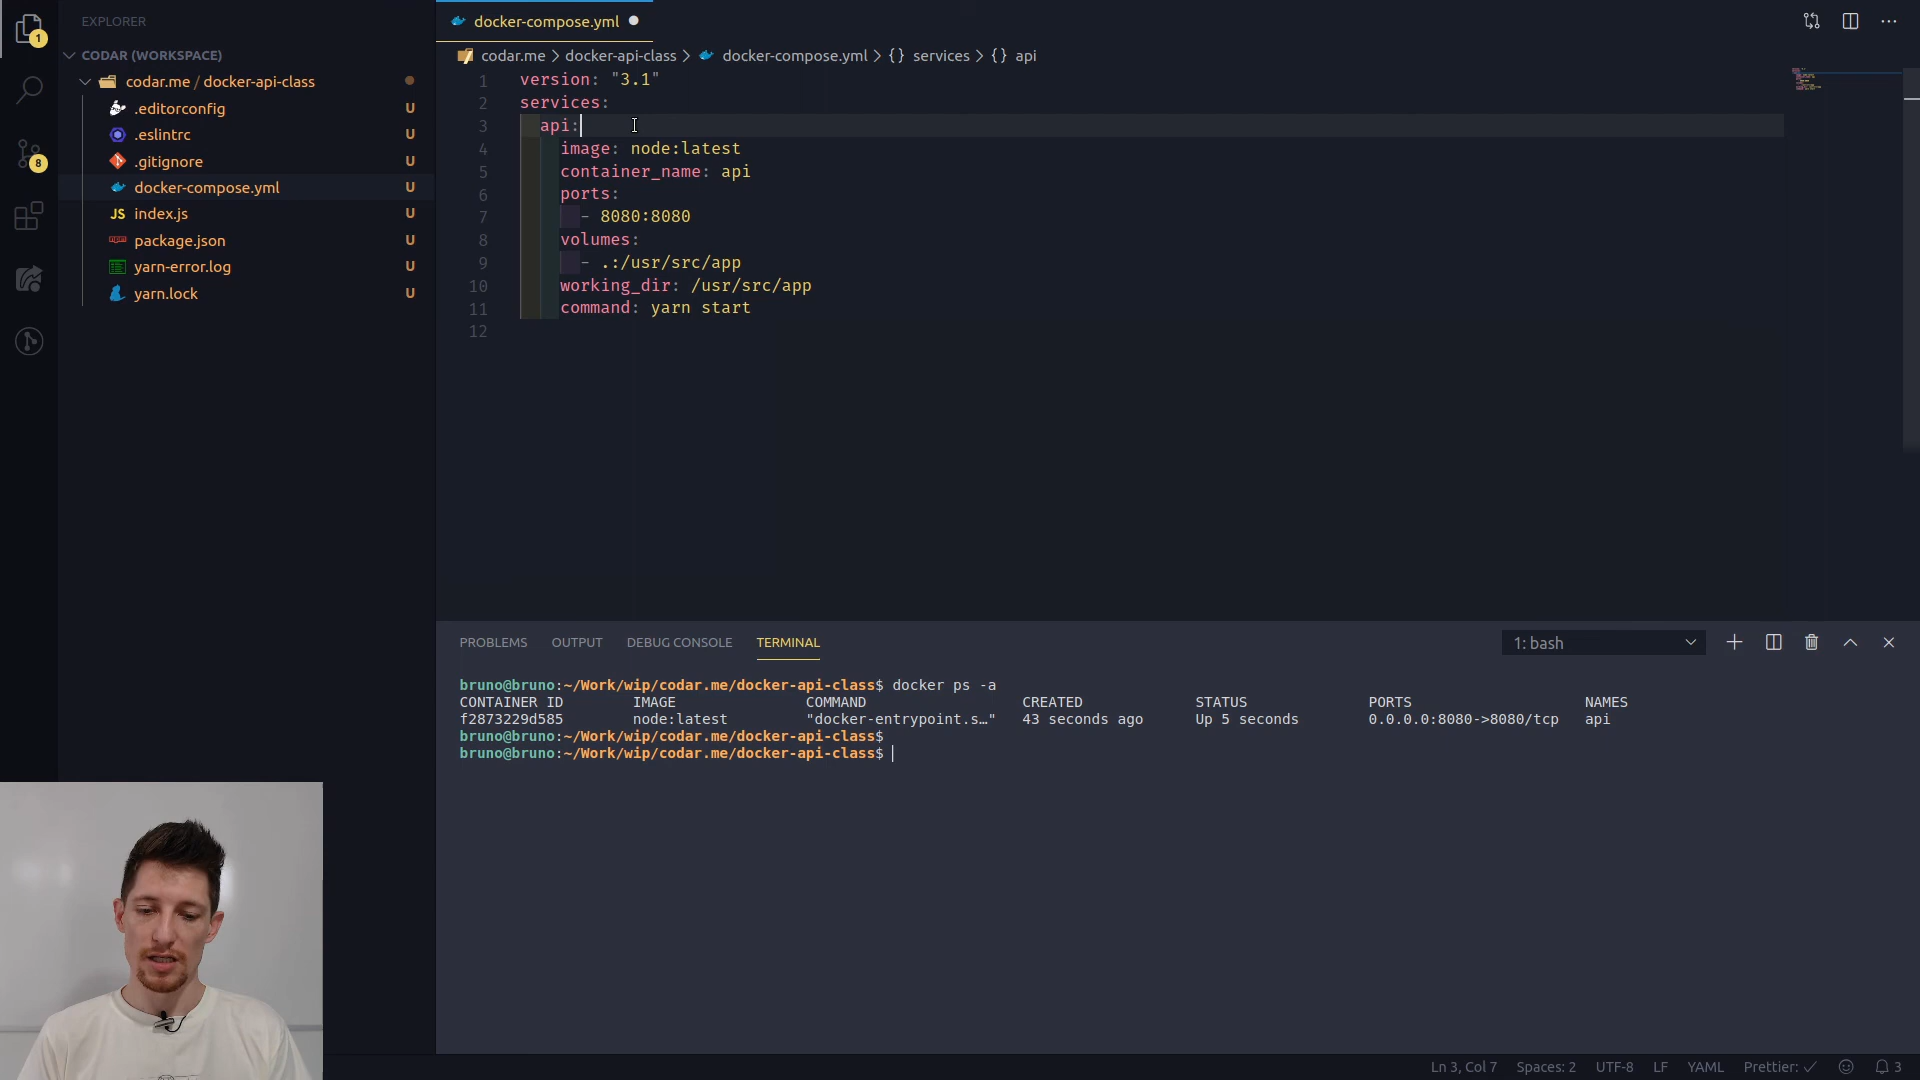 EXPLORER
CODAR (WORKSPACE)
codar.me / docker-api-class
.editorconfig U
.eslintrc U
.gitignore U
docker-compose.yml U
index.js U
package.json U
yarn-error.log U
yarn.lock U
1
8
JS
docker-compose.yml
codar.me > docker-api-class > docker-compose.yml > {} services > {} api
1 version: "3.1"
2 services:
3 api:
4 image: node:latest
5 container_name: api
6 ports:
7 - 8080:8080
8 volumes:
9 - .:/usr/src/app
10 working_dir: /usr/src/app
11 command: yarn start
12
PROBLEMS OUTPUT DEBUG CONSOLE TERMINAL 1: bash
bruno@bruno:~/Work/wip/codar.me/docker-api-class$ docker ps -a
CONTAINER ID IMAGE COMMAND CREATED STATUS PORTS NAMES
f2873229d585 node:latest "docker-entrypoint.s…" 43 seconds ago Up 5 seconds 0.0.0.0:8080->8080/tcp api
bruno@bruno:~/Work/wip/codar.me/docker-api-class$
bruno@bruno:~/Work/wip/codar.me/docker-api-class$
Ln 3, Col 7 Spaces: 2 UTF-8 LF YAML Prettier: ✓ 3